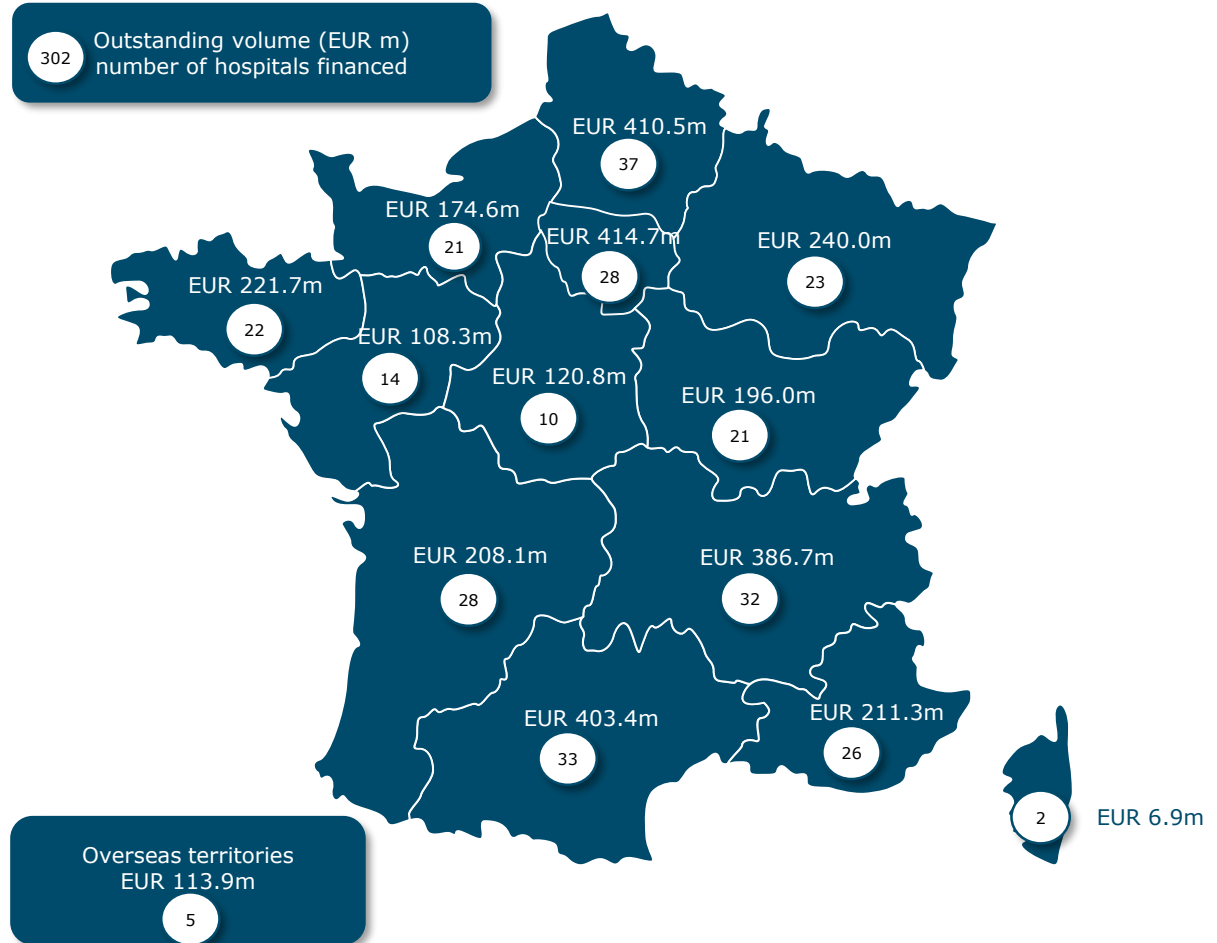 302
Outstanding volume (EUR m)
number of hospitals financed
EUR 410.5m
37
EUR 174.6m
21
EUR 414.7m
28
EUR 240.0m
23
EUR 221.7m
22
EUR 108.3m
14
EUR 120.8m
10
EUR 196.0m
21
EUR 208.1m
28
EUR 386.7m
32
EUR 403.4m
33
EUR 211.3m
26
2
EUR 6.9m
Overseas territories
EUR 113.9m
5